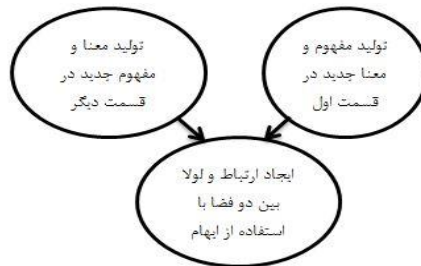 تولید مفهوم و
معنا جدید در
قسمت اول
تولید معنا و
مفهوم جدید در
قسمت دیگر
ایجاد ارتباط و لولا
بین دو فضا با
استفاده از ایهام